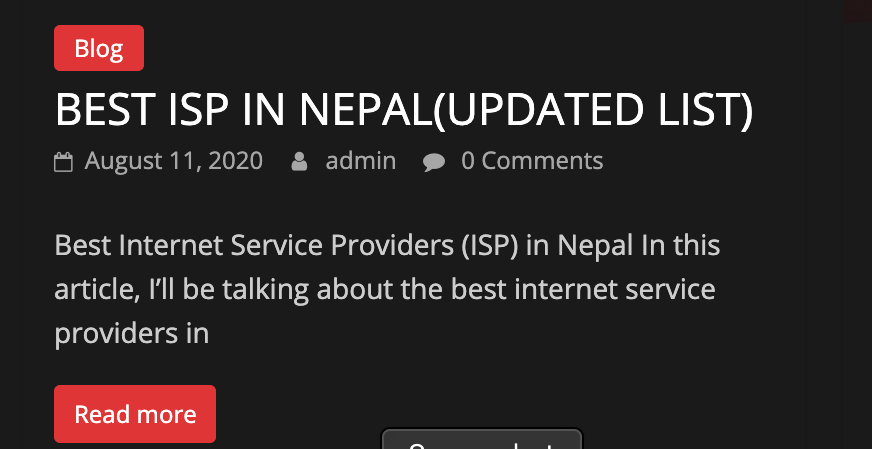 Blog
BEST ISP IN NEPAL(UPDATED LIST)
August 11, 2020 admin 0 Comments
Best Internet Service Providers (ISP) in Nepal In this
article, I’ll be talking about the best internet service
providers in
Read more